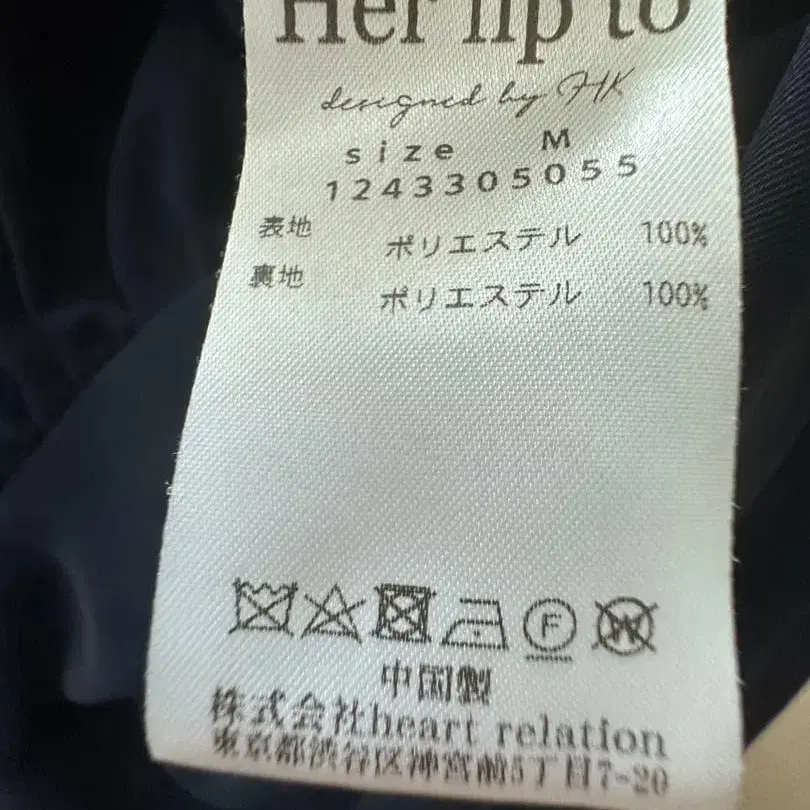 Her lip to
designed by HK
size M
1243305055
表地 ポリエステル 100%
裏地 ポリエステル 100%
F W
中国製
株式会社heart relation
東京都渋谷区神宮前5丁目7-20